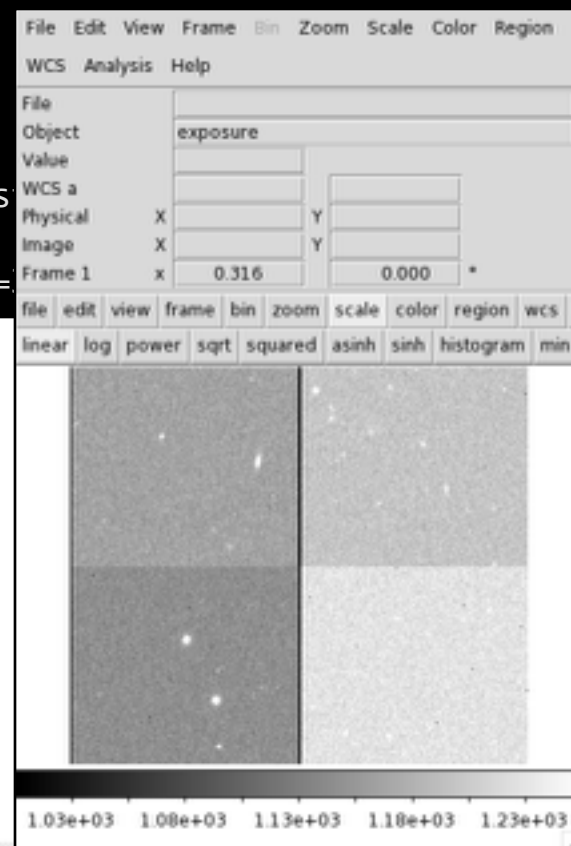 File Edit View Frame Bin Zoom Scale Color Region
WCS Analysis Help
File
Object exposure
Value
WCS a
Physical X Y
Image X Y
Frame 1 x 0.316 0.000 °
file edit view frame bin zoom scale color region wcs
linear log power sqrt squared asinh sinh histogram min
1.03e+03 1.08e+03 1.13e+03 1.18e+03 1.23e+03